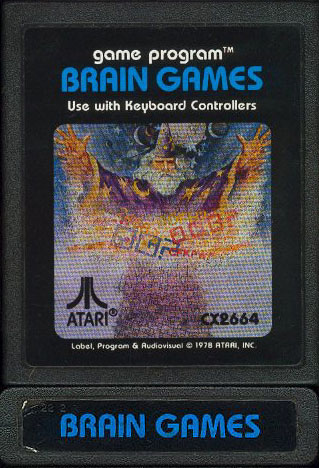 game program™
BRAIN GAMES
Use with Keyboard Controllers
ATARI®
CX2664
Label, Program & Audiovisual © 1978 ATARI, INC.
BRAIN GAMES